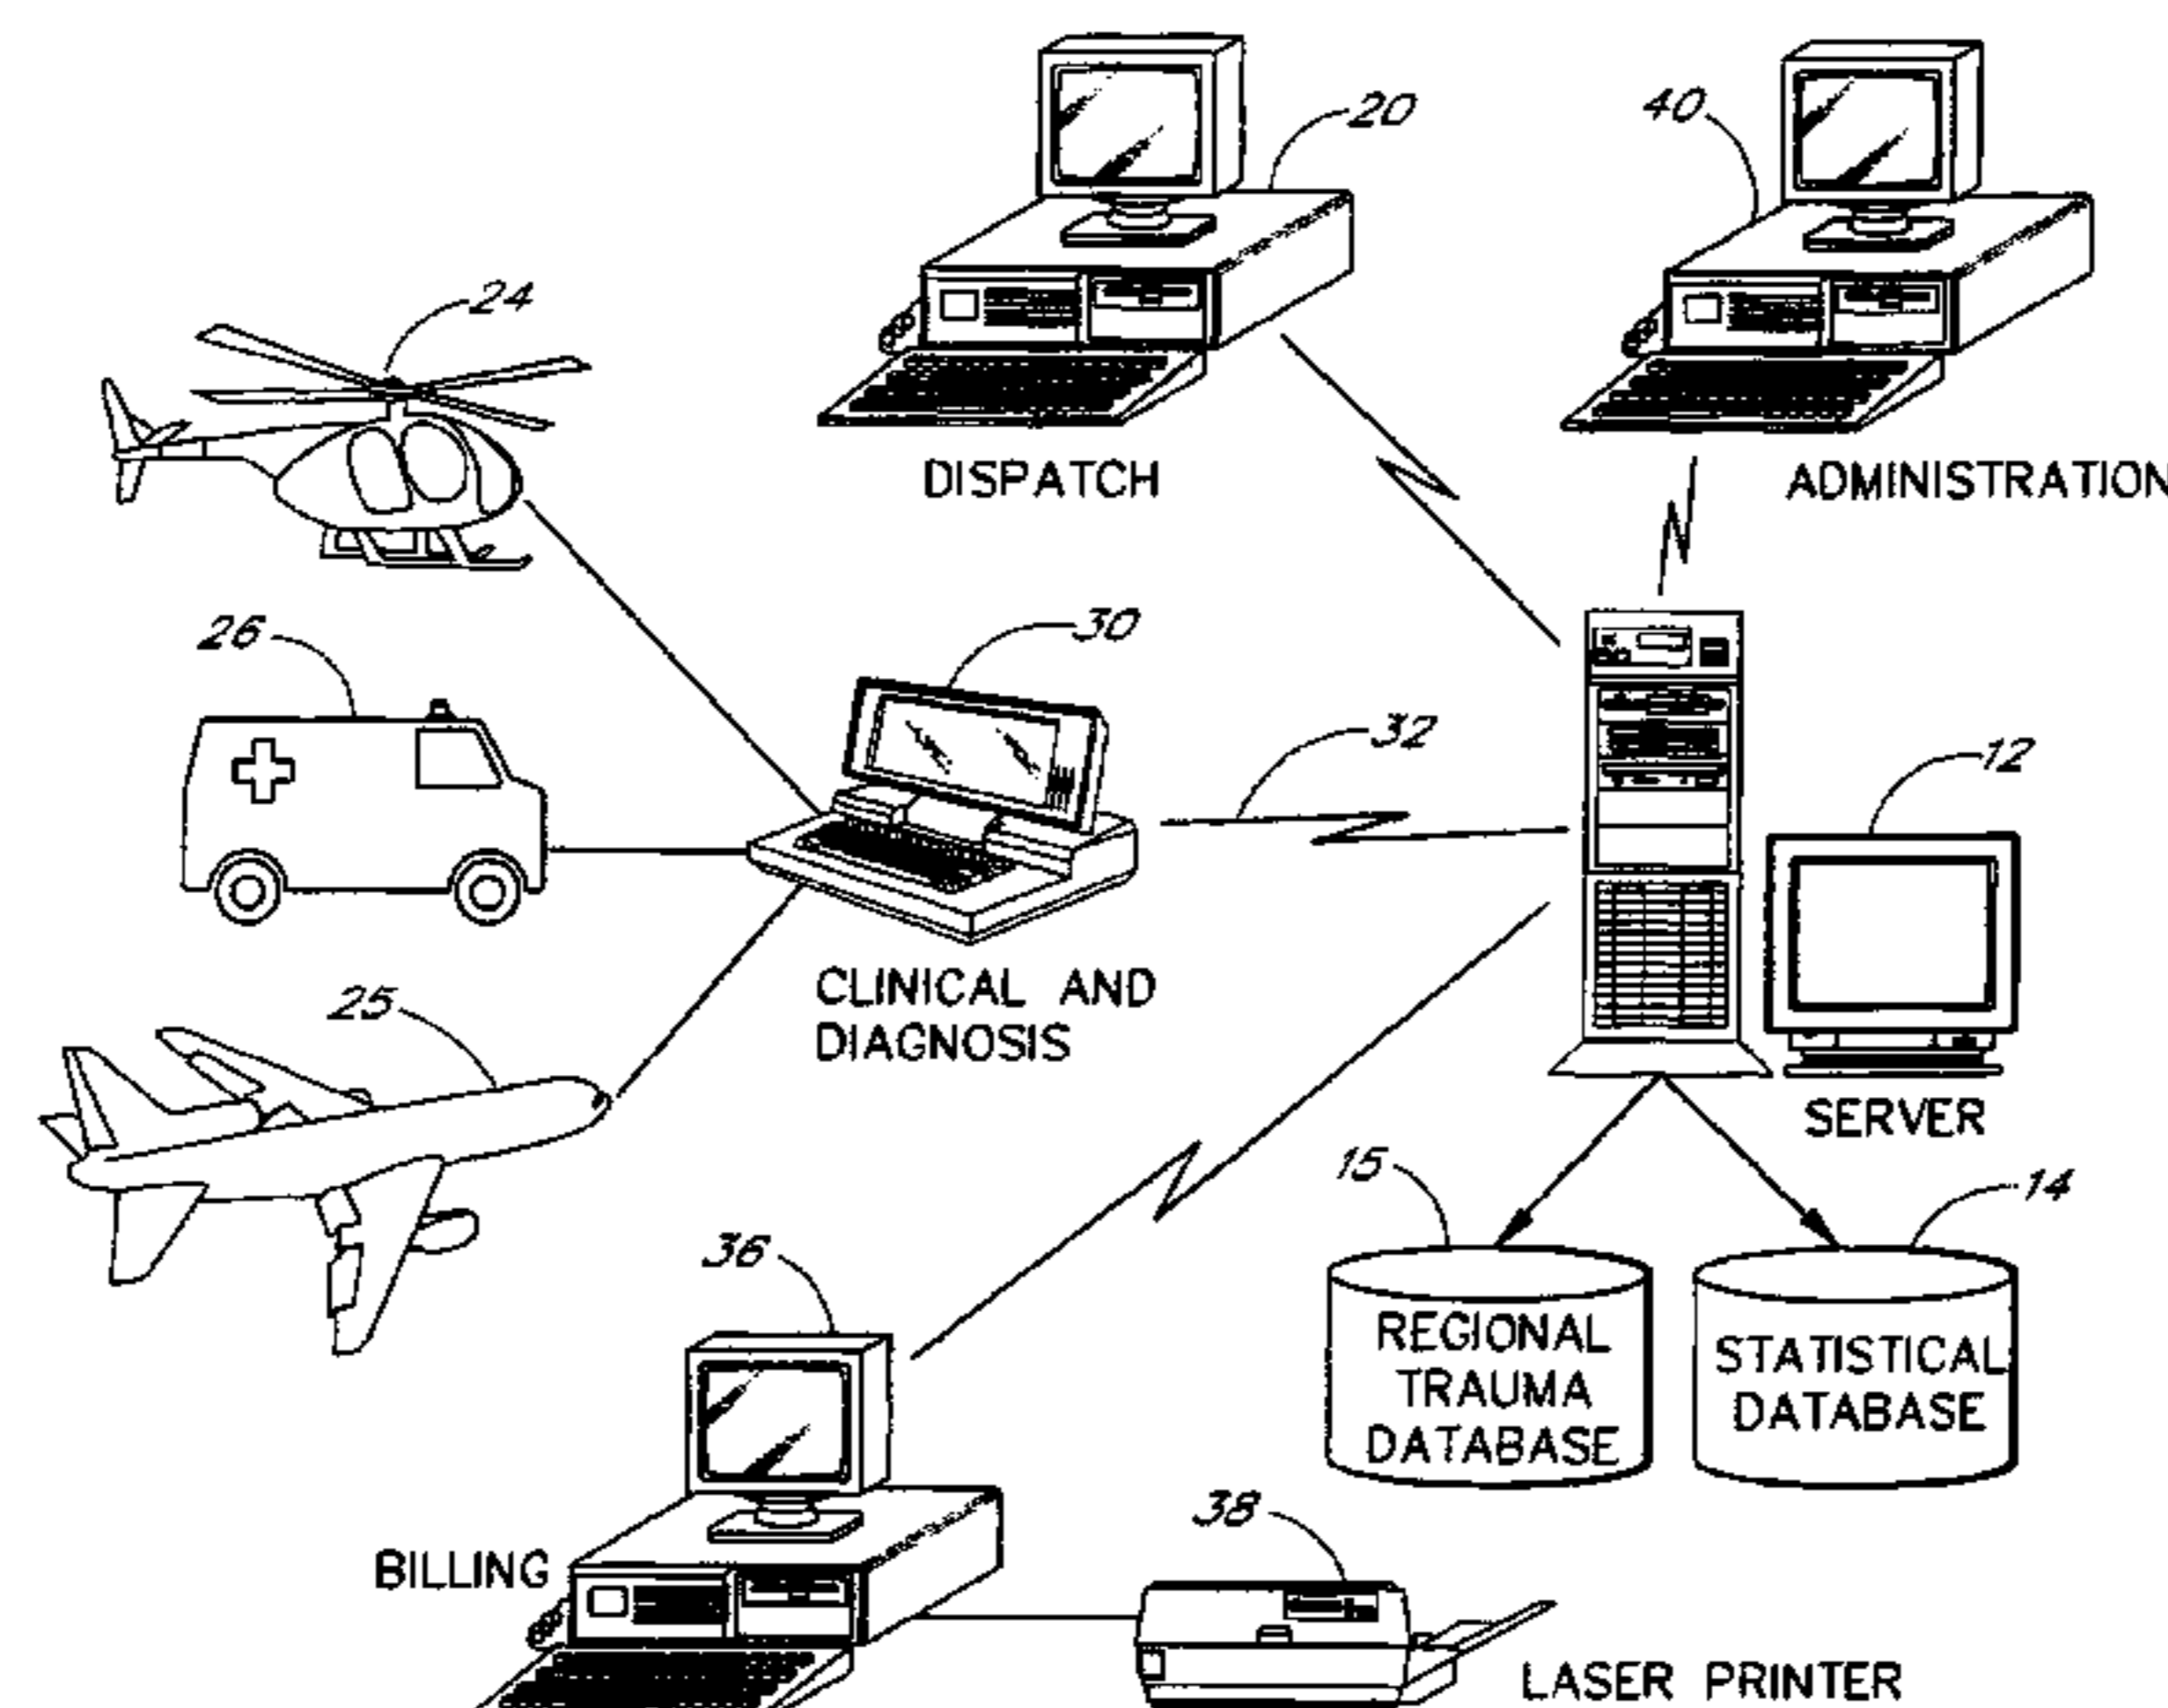 20
40
24
DISPATCH
ADMINISTRATION
26
30
32
12
CLINICAL AND
DIAGNOSIS
25
SERVER
15
14
36
REGIONAL
TRAUMA
DATABASE
STATISTICAL
DATABASE
38
BILLING
LASER PRINTER